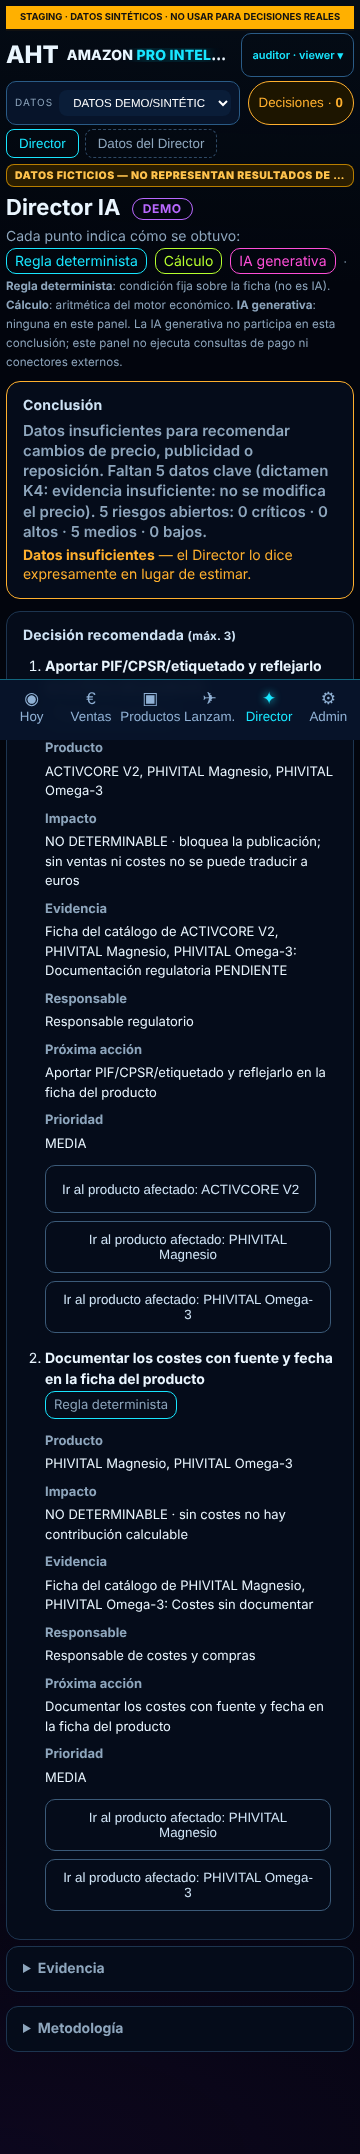 STAGING · DATOS SINTÉTICOS · NO USAR PARA DECISIONES REALES
AHT AMAZON PRO INTEL... auditor · viewer ▾
DATOS DATOS DEMO/SINTÉTIC Decisiones · 0
Director Datos del Director
DATOS FICTICIOS — NO REPRESENTAN RESULTADOS DE ...
Director IA DEMO
Cada punto indica cómo se obtuvo:
Regla determinista Cálculo IA generativa ·
Regla determinista: condición fija sobre la ficha (no es IA).
Cálculo: aritmética del motor económico. IA generativa:
ninguna en este panel. La IA generativa no participa en esta
conclusión; este panel no ejecuta consultas de pago ni
conectores externos.
Conclusión
Datos insuficientes para recomendar
cambios de precio, publicidad o
reposición. Faltan 5 datos clave (dictamen
K4: evidencia insuficiente: no se modifica
el precio). 5 riesgos abiertos: 0 críticos · 0
altos · 5 medios · 0 bajos.
Datos insuficientes — el Director lo dice
expresamente en lugar de estimar.
Decisión recomendada (máx. 3)
1. Aportar PIF/CPSR/etiquetado y reflejarlo
◉ € ▣ ✈ ✦ ⚙
Hoy Ventas Productos Lanzam. Director Admin
Producto
ACTIVCORE V2, PHIVITAL Magnesio, PHIVITAL
Omega-3
Impacto
NO DETERMINABLE · bloquea la publicación;
sin ventas ni costes no se puede traducir a
euros
Evidencia
Ficha del catálogo de ACTIVCORE V2,
PHIVITAL Magnesio, PHIVITAL Omega-3:
Documentación regulatoria PENDIENTE
Responsable
Responsable regulatorio
Próxima acción
Aportar PIF/CPSR/etiquetado y reflejarlo en la
ficha del producto
Prioridad
MEDIA
Ir al producto afectado: ACTIVCORE V2
Ir al producto afectado: PHIVITAL
Magnesio
Ir al producto afectado: PHIVITAL Omega-
3
2. Documentar los costes con fuente y fecha
en la ficha del producto
Regla determinista
Producto
PHIVITAL Magnesio, PHIVITAL Omega-3
Impacto
NO DETERMINABLE · sin costes no hay
contribución calculable
Evidencia
Ficha del catálogo de PHIVITAL Magnesio,
PHIVITAL Omega-3: Costes sin documentar
Responsable
Responsable de costes y compras
Próxima acción
Documentar los costes con fuente y fecha en
la ficha del producto
Prioridad
MEDIA
Ir al producto afectado: PHIVITAL
Magnesio
Ir al producto afectado: PHIVITAL Omega-
3
▶ Evidencia
▶ Metodología